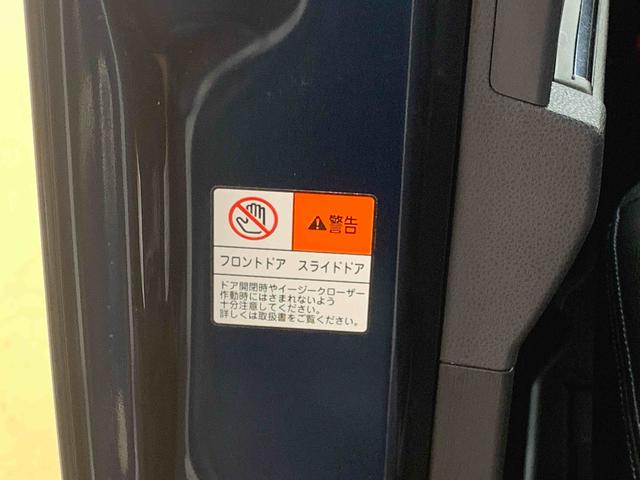 ⚠警告
フロントドア スライドドア
ドア開閉時やイージークローザー
作動時にはさまれないよう
十分注意してください。
詳しくは取扱書をご覧ください。